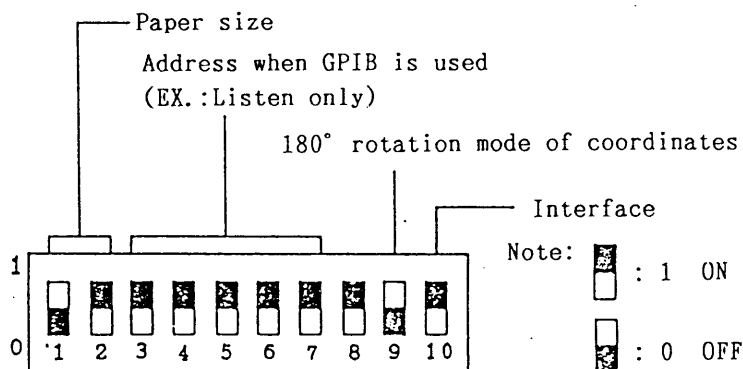 Paper size
Address when GPIB is used
(EX.:Listen only)
180° rotation mode of coordinates
Interface
Note:
: 1 ON
1
0 1 2 3 4 5 6 7 8 9 10
: 0 OFF